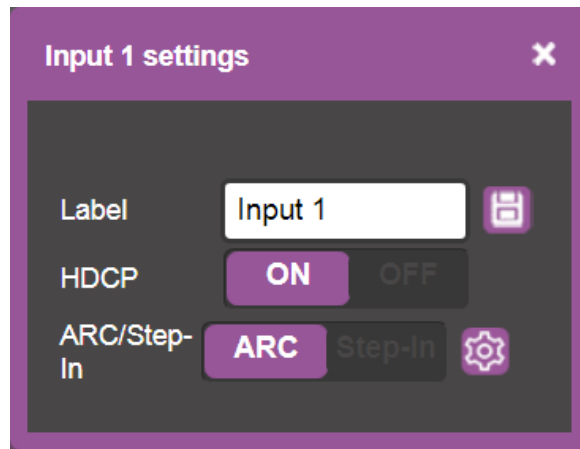 Input 1 settings
Label
Input 1
HDCP
ON OFF
ARC/Step-
In
ARC Step-In